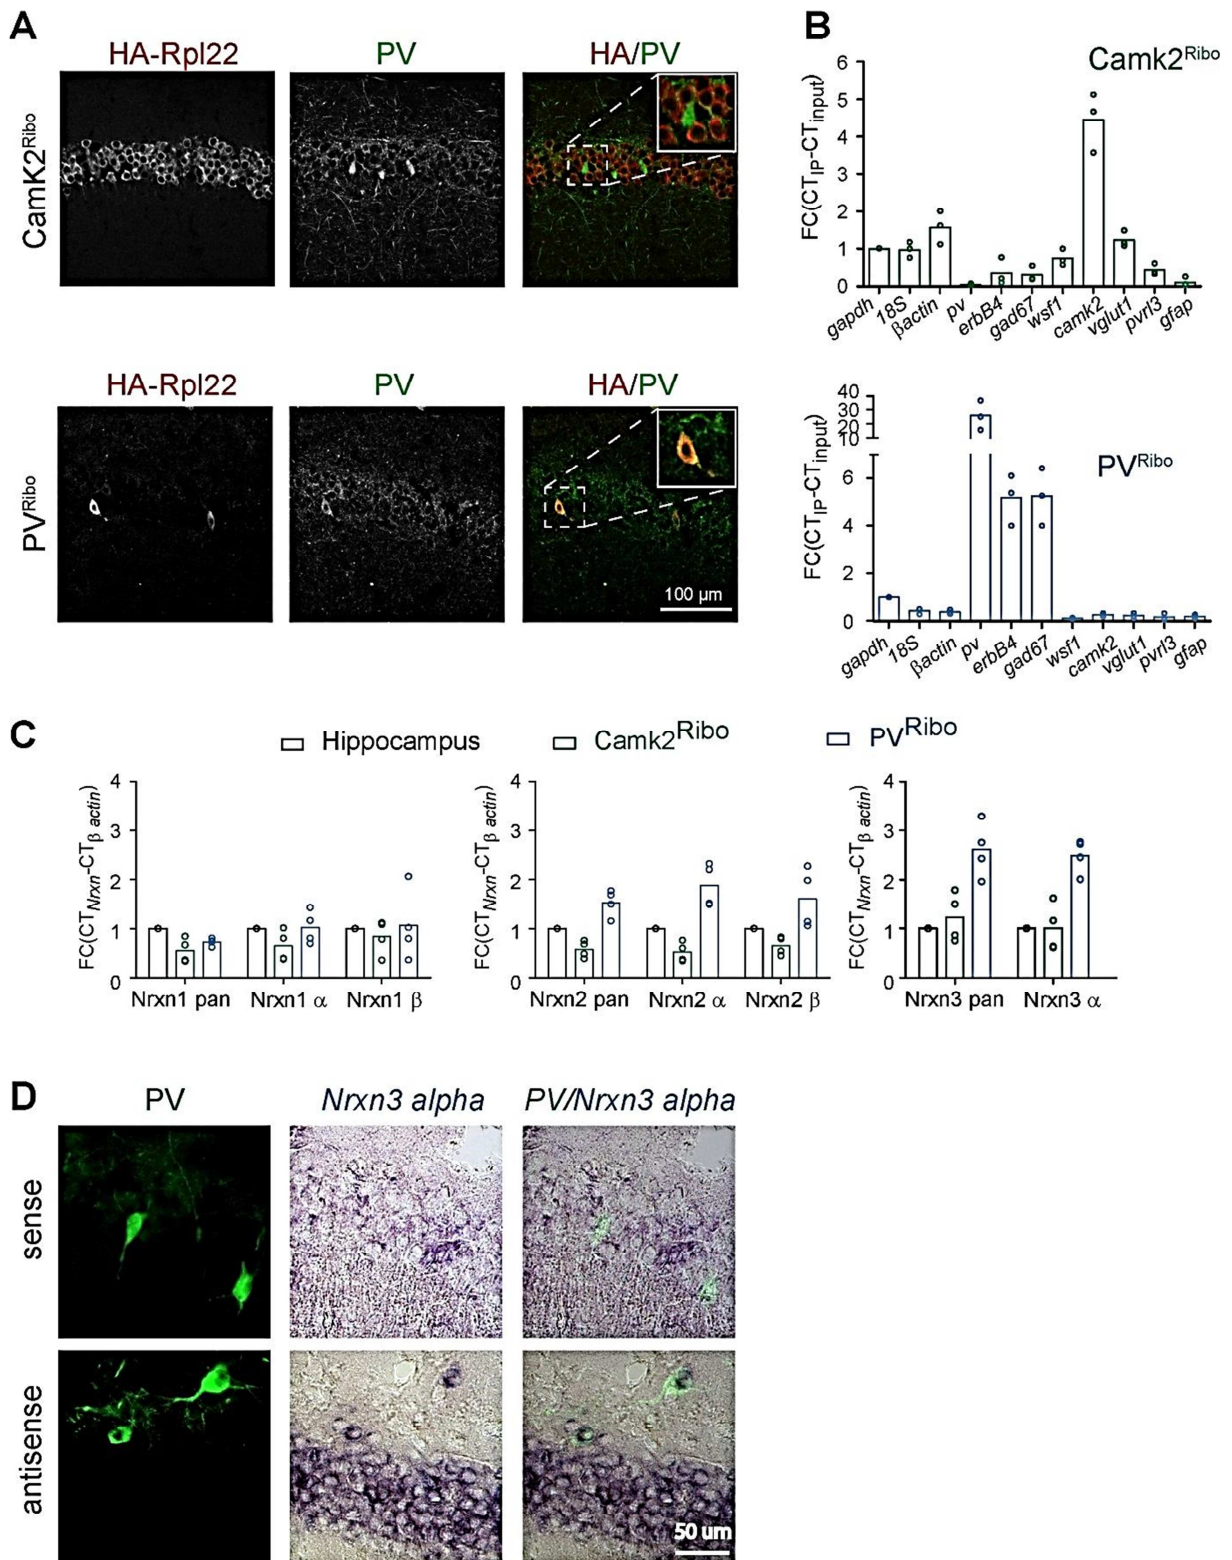 A
HA-Rpl22 PV HA/PV
CamK2Ribo
HA-Rpl22 PV HA/PV
PVRibo
100 µm
B
Camk2Ribo
FC(CTIP-CTinput)
6
5
4
3
2
1
0
gapdh 18S βactin pv erbB4 gad67 wsf1 camk2 vglut1 pvrl3 gfap
PVRibo
FC(CTIP-CTinput)
40
30
20
10
6
4
2
0
gapdh 18S βactin pv erbB4 gad67 wsf1 camk2 vglut1 pvrl3 gfap
C
Hippocampus Camk2Ribo PVRibo
FC(CTNrxn-CTβ actin)
4
3
2
1
0
Nrxn1 pan Nrxn1 α Nrxn1 β
FC(CTNrxn-CTβ actin)
4
3
2
1
0
Nrxn2 pan Nrxn2 α Nrxn2 β
FC(CTNrxn-CTβ actin)
4
3
2
1
0
Nrxn3 pan Nrxn3 α
D
PV Nrxn3 alpha PV/Nrxn3 alpha
sense
antisense
50 um